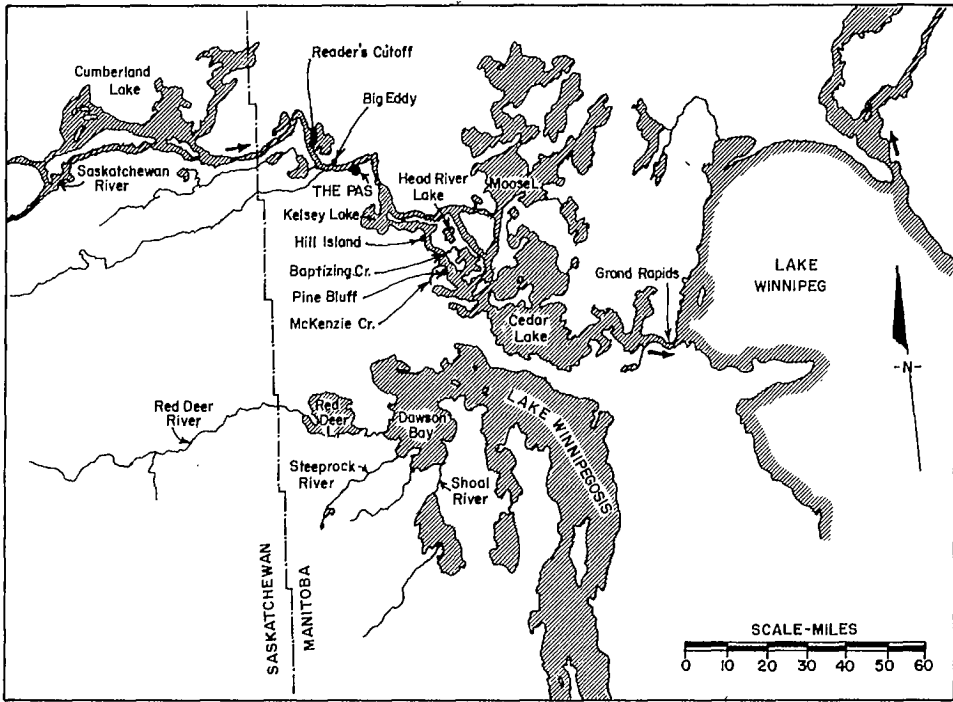 Reader's Cutoff
Cumberland
Lake
Big Eddy
Saskatchewan
River
THE PAS
Head River
Lake
Moose L.
Kelsey Lake
Hill Island
Baptizing Cr.
Pine Bluff
McKenzie Cr.
Grand Rapids
LAKE
WINNIPEG
Cedar
Lake
-N-
Red Deer
River
Red
Deer
L.
Dawson
Bay
LAKE WINNIPEGOSIS
Steeprock
River
Shoal
River
SASKATCHEWAN
MANITOBA
SCALE-MILES
0 10 20 30 40 50 60